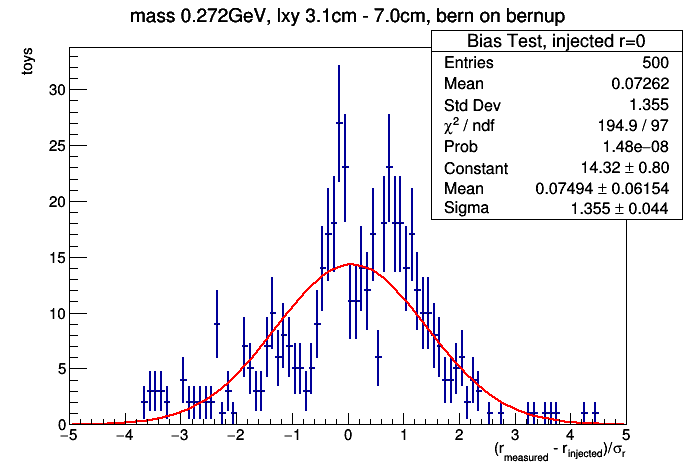 mass 0.272GeV, lxy 3.1cm - 7.0cm, bern on bernup
Bias Test, injected r=0
Entries 500
Mean 0.07262
Std Dev 1.355
χ² / ndf 194.9 / 97
Prob 1.48e−08
Constant 14.32 ± 0.80
Mean 0.07494 ± 0.06154
Sigma 1.355 ± 0.044
toys
30
25
20
15
10
5
0
−5 −4 −3 −2 −1 0 1 2 3 4 5
(r_measured - r_injected)/σ_r